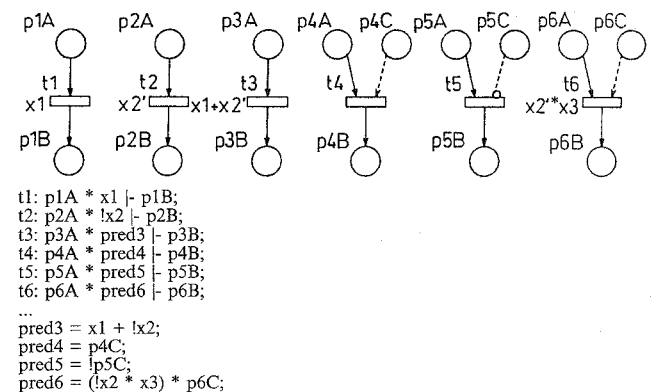 p1A p2A p3A p4A p4C p5A p5C p6A p6C
t1 t2 t3 t4 t5 t6
x1 x2' x1+x2' x2'*x3
p1B p2B p3B p4B p5B p6B
t1: p1A * x1 |- p1B;
t2: p2A * !x2 |- p2B;
t3: p3A * pred3 |- p3B;
t4: p4A * pred4 |- p4B;
t5: p5A * pred5 |- p5B;
t6: p6A * pred6 |- p6B;
...
pred3 = x1 + !x2;
pred4 = p4C;
pred5 = !p5C;
pred6 = (!x2 * x3) * p6C;